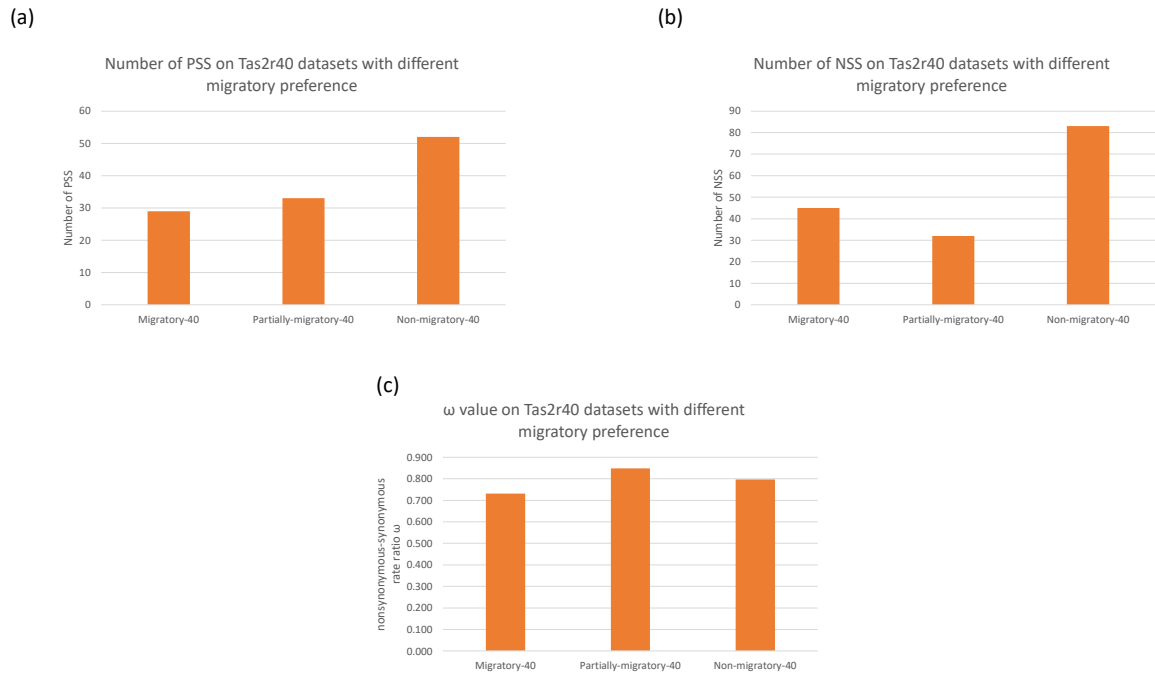 (a)
Number of PSS on Tas2r40 datasets with different
migratory preference
Number of PSS
60
50
40
30
20
10
0
Migratory-40 Partially-migratory-40 Non-migratory-40
(b)
Number of NSS on Tas2r40 datasets with different
migratory preference
Number of NSS
90
80
70
60
50
40
30
20
10
0
Migratory-40 Partially-migratory-40 Non-migratory-40
(c)
ω value on Tas2r40 datasets with different
migratory preference
nonsynonymous-synonymous
rate ratio ω
0.900
0.800
0.700
0.600
0.500
0.400
0.300
0.200
0.100
0.000
Migratory-40 Partially-migratory-40 Non-migratory-40